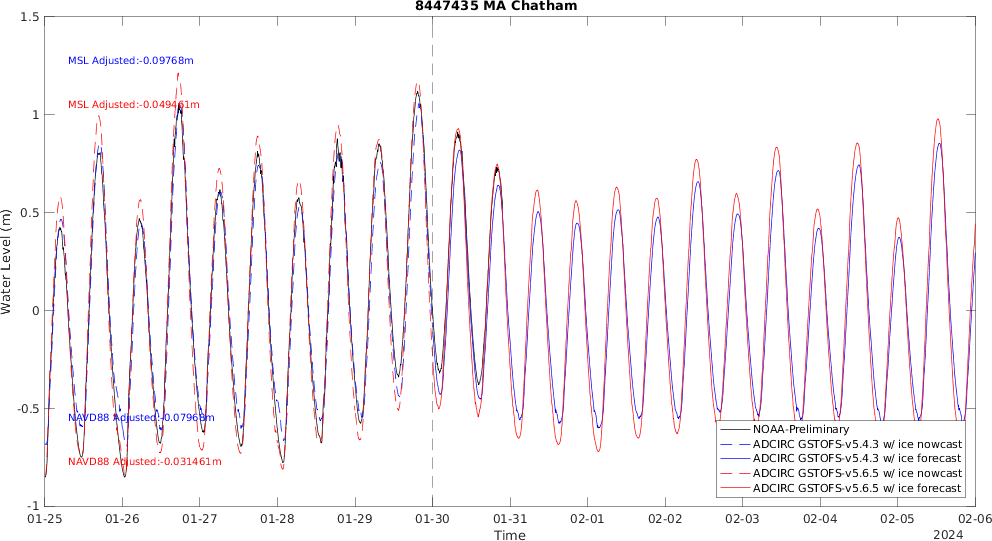 8447435 MA Chatham
1.5
1
0.5
0
-0.5
-1
Water Level (m)
MSL Adjusted:-0.09768m
MSL Adjusted:-0.049461m
NAVD88 Adjusted:-0.07968m
NAVD88 Adjusted:-0.031461m
NOAA-Preliminary
ADCIRC GSTOFS-v5.4.3 w/ ice nowcast
ADCIRC GSTOFS-v5.4.3 w/ ice forecast
ADCIRC GSTOFS-v5.6.5 w/ ice nowcast
ADCIRC GSTOFS-v5.6.5 w/ ice forecast
01-25 01-26 01-27 01-28 01-29 01-30 01-31 02-01 02-02 02-03 02-04 02-05 02-06
Time
2024